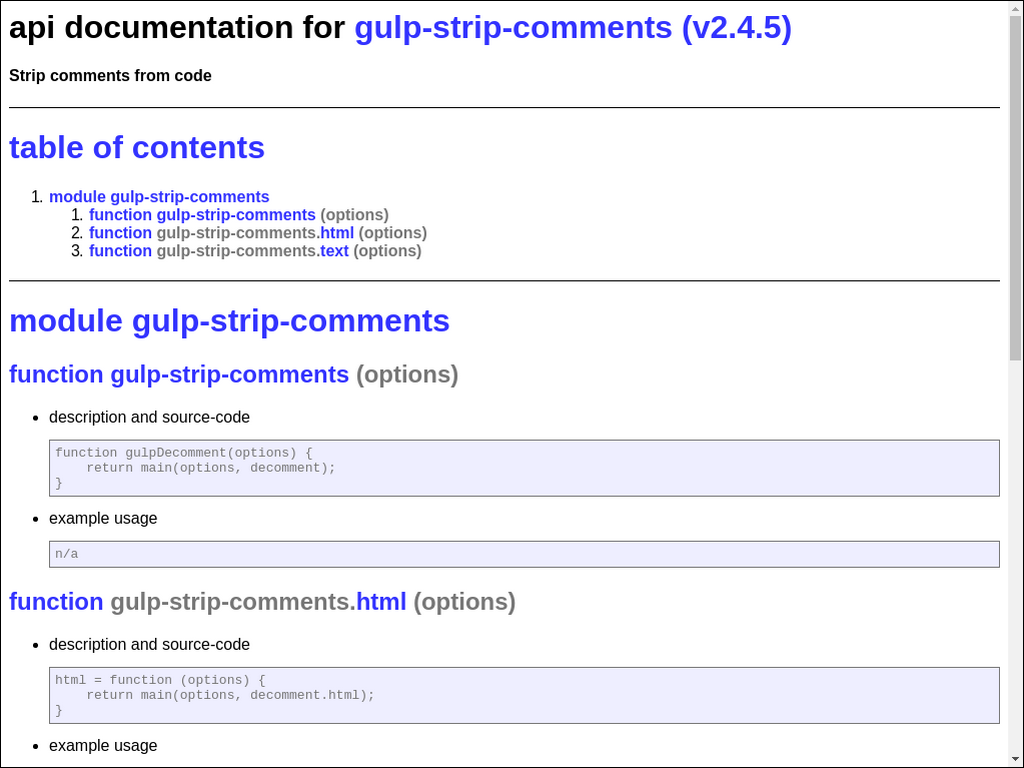 api documentation for gulp-strip-comments (v2.4.5)
Strip comments from code
table of contents
1. module gulp-strip-comments
1. function gulp-strip-comments (options)
2. function gulp-strip-comments.html (options)
3. function gulp-strip-comments.text (options)
module gulp-strip-comments
function gulp-strip-comments (options)
• description and source-code
function gulpDecomment(options) {
    return main(options, decomment);
}
• example usage
n/a
function gulp-strip-comments.html (options)
• description and source-code
html = function (options) {
    return main(options, decomment.html);
}
• example usage